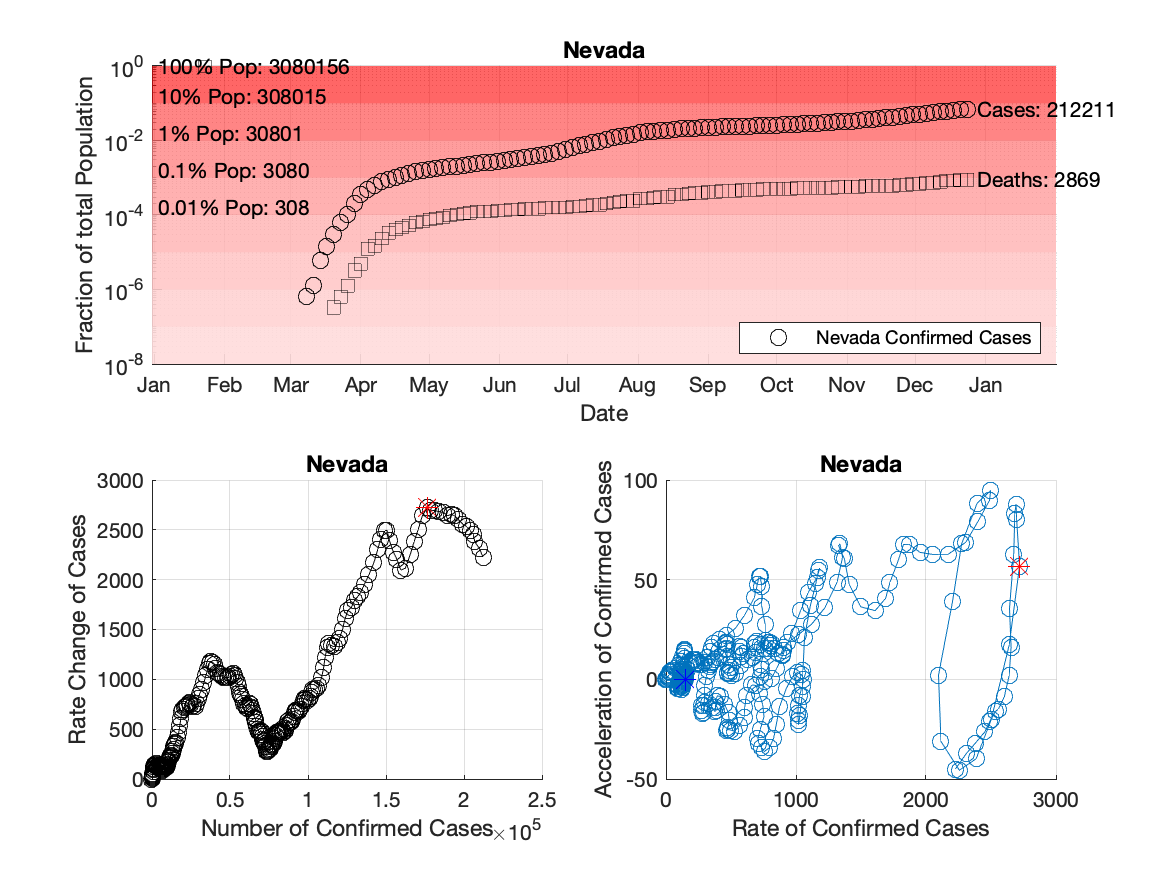 Nevada
Fraction of total Population
10^0
10^-2
10^-4
10^-6
10^-8
100% Pop: 3080156
10% Pop: 308015
1% Pop: 30801
0.1% Pop: 3080
0.01% Pop: 308
Cases: 212211
Deaths: 2869
Nevada Confirmed Cases
Jan Feb Mar Apr May Jun Jul Aug Sep Oct Nov Dec Jan
Date
Nevada
Rate Change of Cases
3000
2500
2000
1500
1000
500
0
0 0.5 1 1.5 2 2.5
Number of Confirmed Cases
×10^5
Nevada
Acceleration of Confirmed Cases
100
50
0
-50
0 1000 2000 3000
Rate of Confirmed Cases